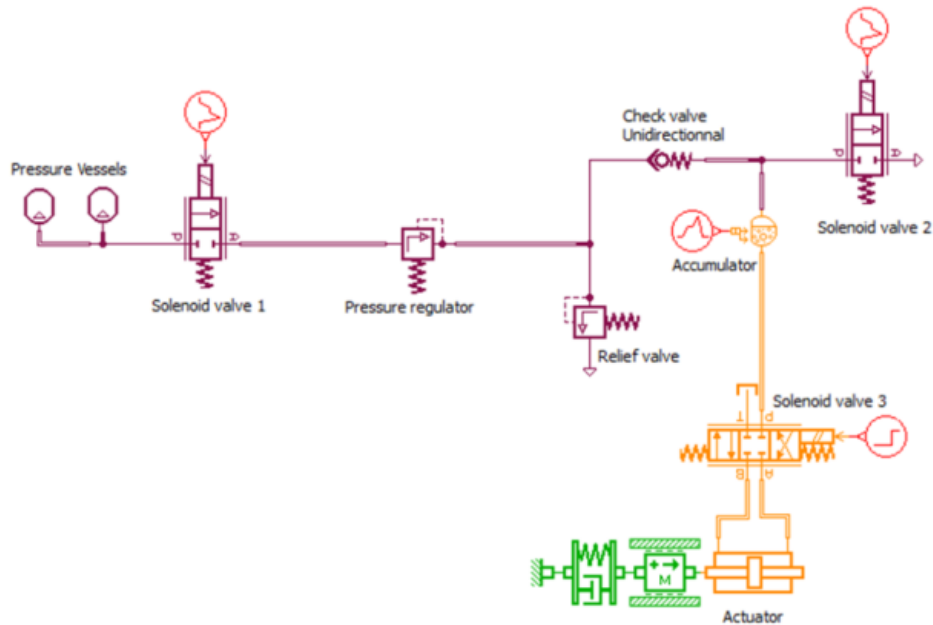 Check valve
Unidirectionnal
Pressure Vessels
P
A
P
A
Solenoid valve 1
Pressure regulator
Accumulator
Solenoid valve 2
Relief valve
Solenoid valve 3
T
P
B
A
M
Actuator